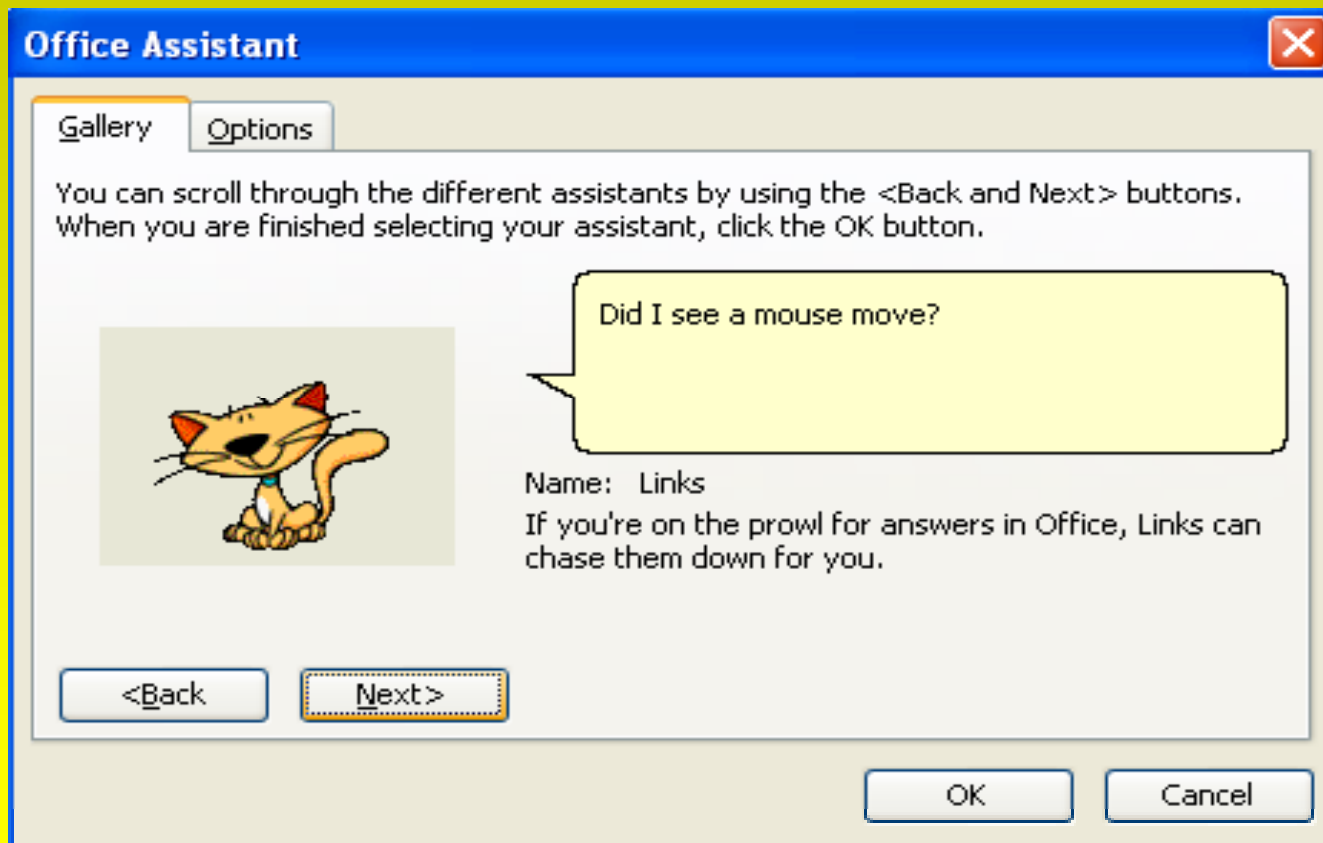 Office Assistant
Gallery
Options
You can scroll through the different assistants by using the <Back and Next> buttons.
When you are finished selecting your assistant, click the OK button.
Did I see a mouse move?
Name: Links
If you're on the prowl for answers in Office, Links can
chase them down for you.
<Back
Next>
OK
Cancel